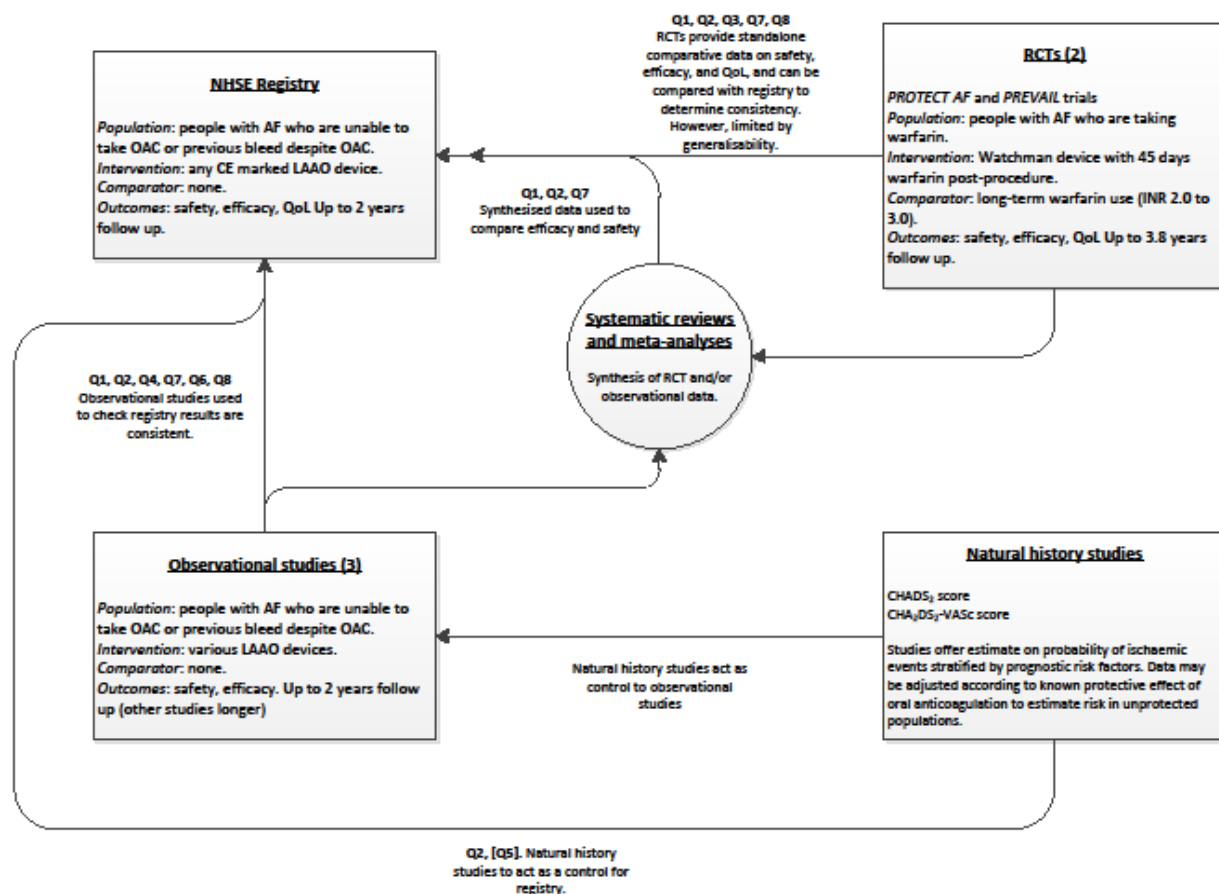 Q1, Q2, Q3, Q7, Q8
RCTs provide standalone
comparative data on safety,
efficacy, and QoL, and can be
compared with registry to
determine consistency.
However, limited by
generalisability.
NHSE Registry
Population: people with AF who are unable to
take OAC or previous bleed despite OAC.
Intervention: any CE marked LAAO device.
Comparator: none.
Outcomes: safety, efficacy, QoL Up to 2 years
follow up.
RCTs (2)
PROTECT AF and PREVAIL trials
Population: people with AF who are taking
warfarin.
Intervention: Watchman device with 45 days
warfarin post-procedure.
Comparator: long-term warfarin use (INR 2.0 to
3.0).
Outcomes: safety, efficacy, QoL Up to 3.8 years
follow up.
Q1, Q2, Q7
Synthesised data used to
compare efficacy and safety
Systematic reviews
and meta-analyses
Synthesis of RCT and/or
observational data.
Q1, Q2, Q4, Q7, Q6, Q8
Observational studies used
to check registry results are
consistent.
Observational studies (3)
Population: people with AF who are unable to
take OAC or previous bleed despite OAC.
Intervention: various LAAO devices.
Comparator: none.
Outcomes: safety, efficacy. Up to 2 years follow
up (other studies longer)
Natural history studies act as
control to observational
studies
Natural history studies
CHADS₂ score
CHA₂DS₂-VASc score
Studies offer estimate on probability of ischaemic
events stratified by prognostic risk factors. Data may
be adjusted according to known protective effect of
oral anticoagulation to estimate risk in unprotected
populations.
Q2, [Q5]. Natural history
studies to act as a control for
registry.